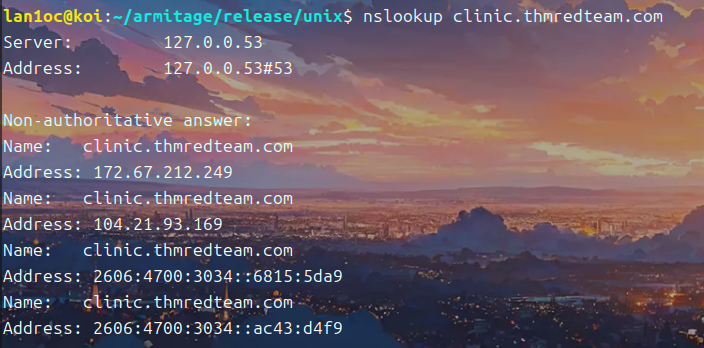 lan1oc@koi:~/armitage/release/unix$ nslookup clinic.thmredteam.com
Server:         127.0.0.53
Address:        127.0.0.53#53

Non-authoritative answer:
Name:   clinic.thmredteam.com
Address: 172.67.212.249
Name:   clinic.thmredteam.com
Address: 104.21.93.169
Name:   clinic.thmredteam.com
Address: 2606:4700:3034::6815:5da9
Name:   clinic.thmredteam.com
Address: 2606:4700:3034::ac43:d4f9